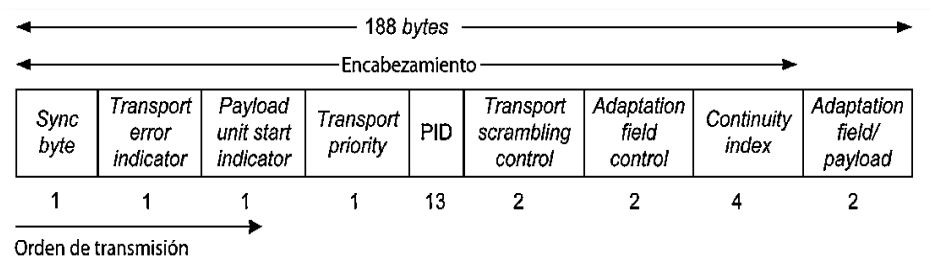 188 bytes
Encabezamiento
Sync
byte
Transport
error
indicator
Payload
unit start
indicator
Transport
priority
PID
Transport
scrambling
control
Adaptation
field
control
Continuity
index
Adaptation
field/
payload
1 1 1 1 13 2 2 4 2
Orden de transmisión